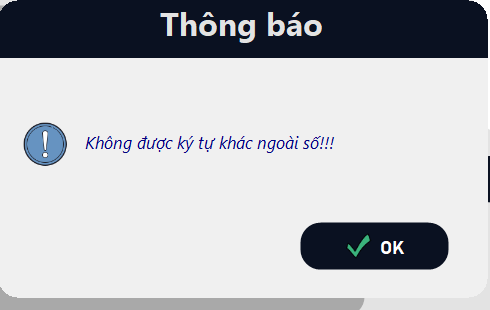 Thông báo
Không được ký tự khác ngoài số!!!
OK